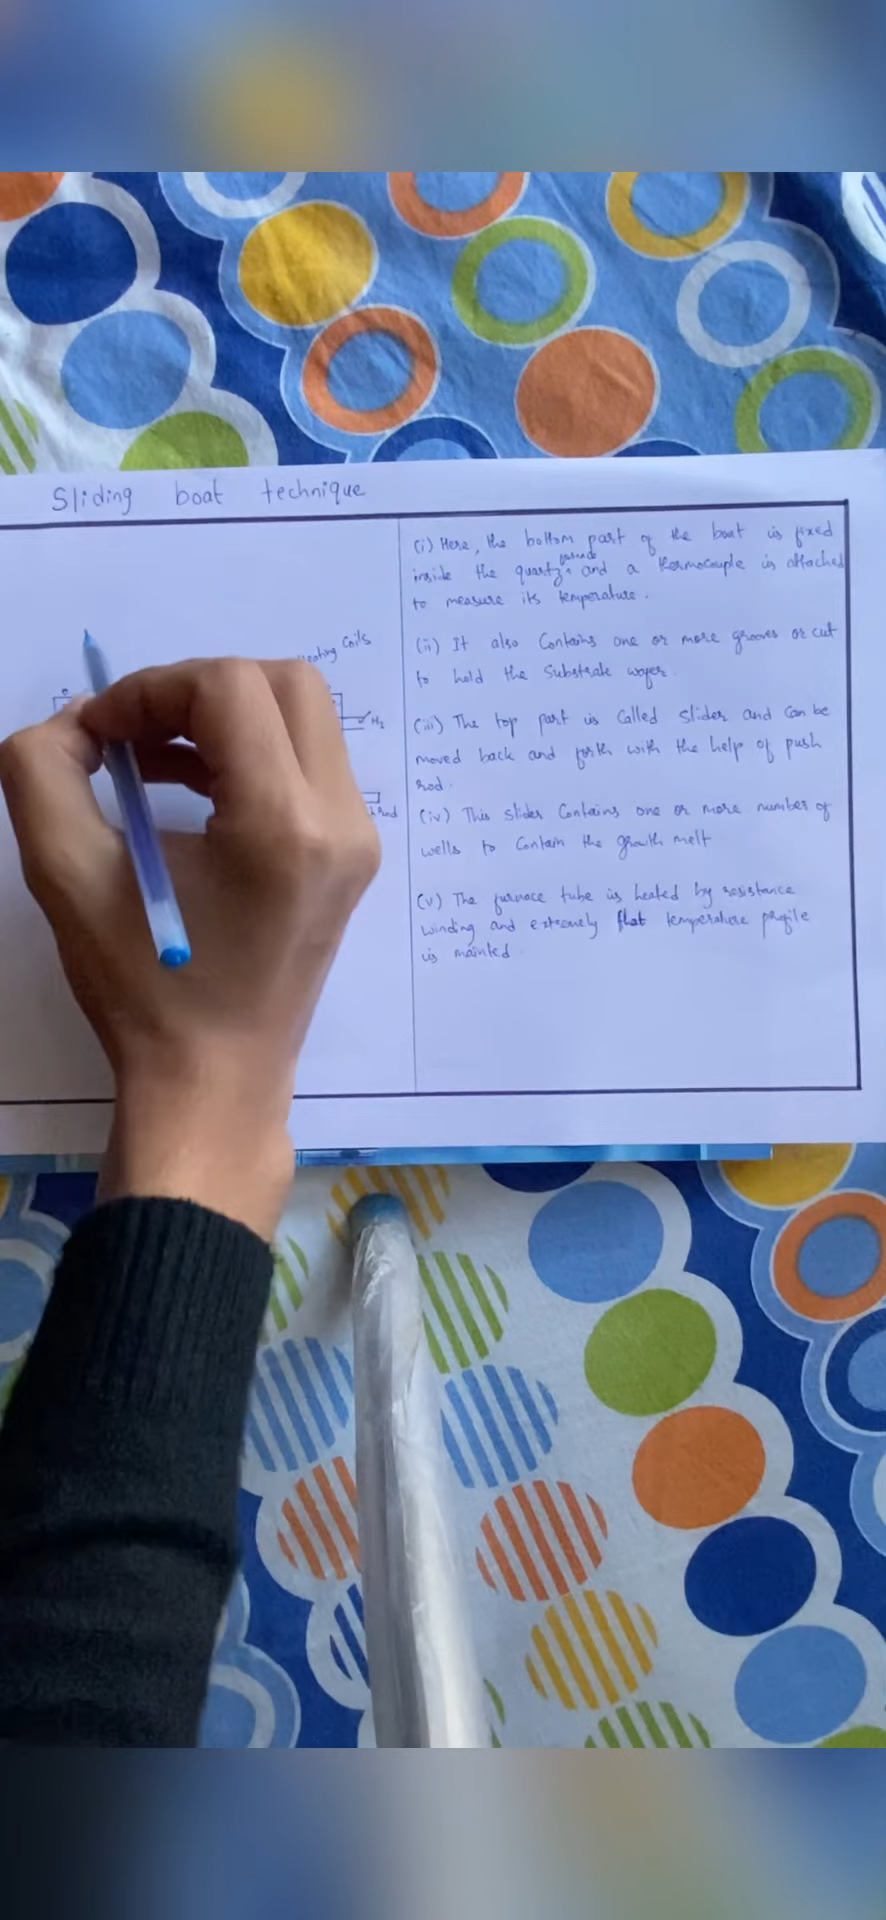 Sliding boat technique
Heating Coils
H2
Rod
(i) Here, the bottom part of the boat is fixed
furnace
inside the quartz ^ and a thermocouple is attached
to measure its temperature.
(ii) It also Contains one or more grooves or cut
to hold the Substrate wafer.
(iii) The top part is Called Slider and Can be
moved back and forth with the help of push
rod.
(iv) This slider Contains one or more number of
wells to Contain the growth melt
(v) The furnace tube is heated by resistance
winding and extremely flat temperature profile
is mainted.